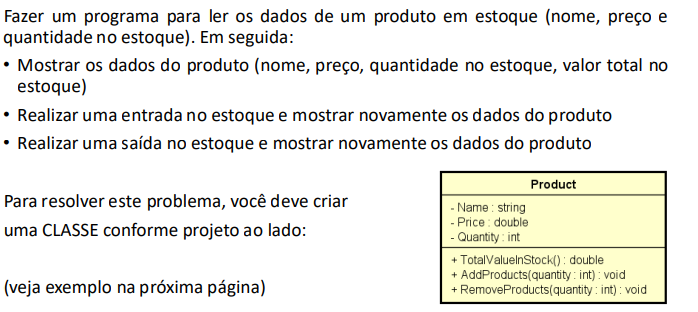 Fazer um programa para ler os dados de um produto em estoque (nome, preço e
quantidade no estoque). Em seguida:
• Mostrar os dados do produto (nome, preço, quantidade no estoque, valor total no
estoque)
• Realizar uma entrada no estoque e mostrar novamente os dados do produto
• Realizar uma saída no estoque e mostrar novamente os dados do produto
Para resolver este problema, você deve criar
uma CLASSE conforme projeto ao lado:
(veja exemplo na próxima página)
Product
- Name : string
- Price : double
- Quantity : int
+ TotalValueInStock() : double
+ AddProducts(quantity : int) : void
+ RemoveProducts(quantity : int) : void